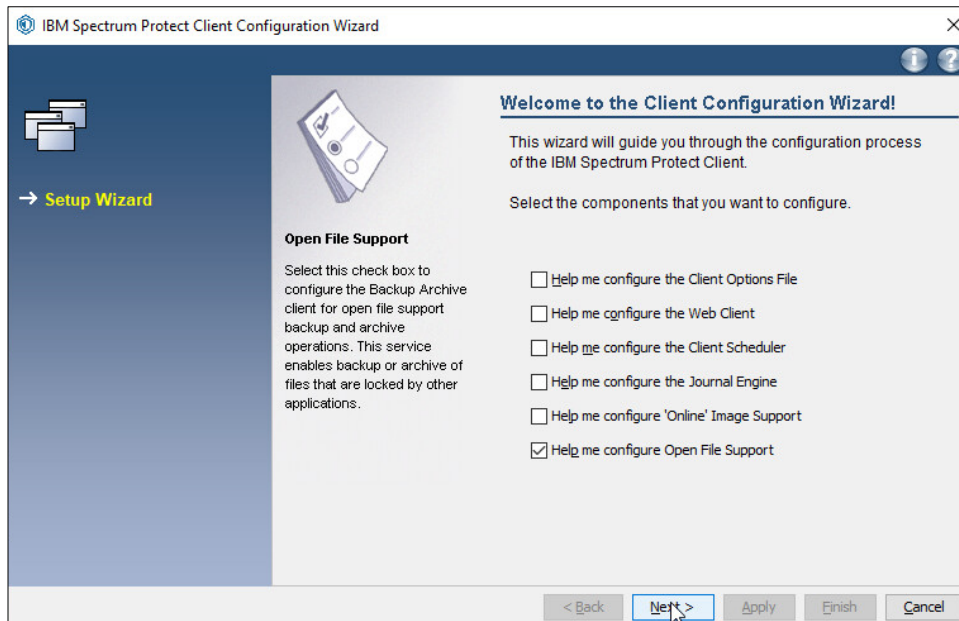 IBM Spectrum Protect Client Configuration Wizard
Setup Wizard
Open File Support
Select this check box to
configure the Backup Archive
client for open file support
backup and archive
operations. This service
enables backup or archive of
files that are locked by other
applications.
Welcome to the Client Configuration Wizard!
This wizard will guide you through the configuration process
of the IBM Spectrum Protect Client.
Select the components that you want to configure.
Help me configure the Client Options File
Help me configure the Web Client
Help me configure the Client Scheduler
Help me configure the Journal Engine
Help me configure 'Online' Image Support
Help me configure Open File Support
< Back
Next >
Apply
Finish
Cancel